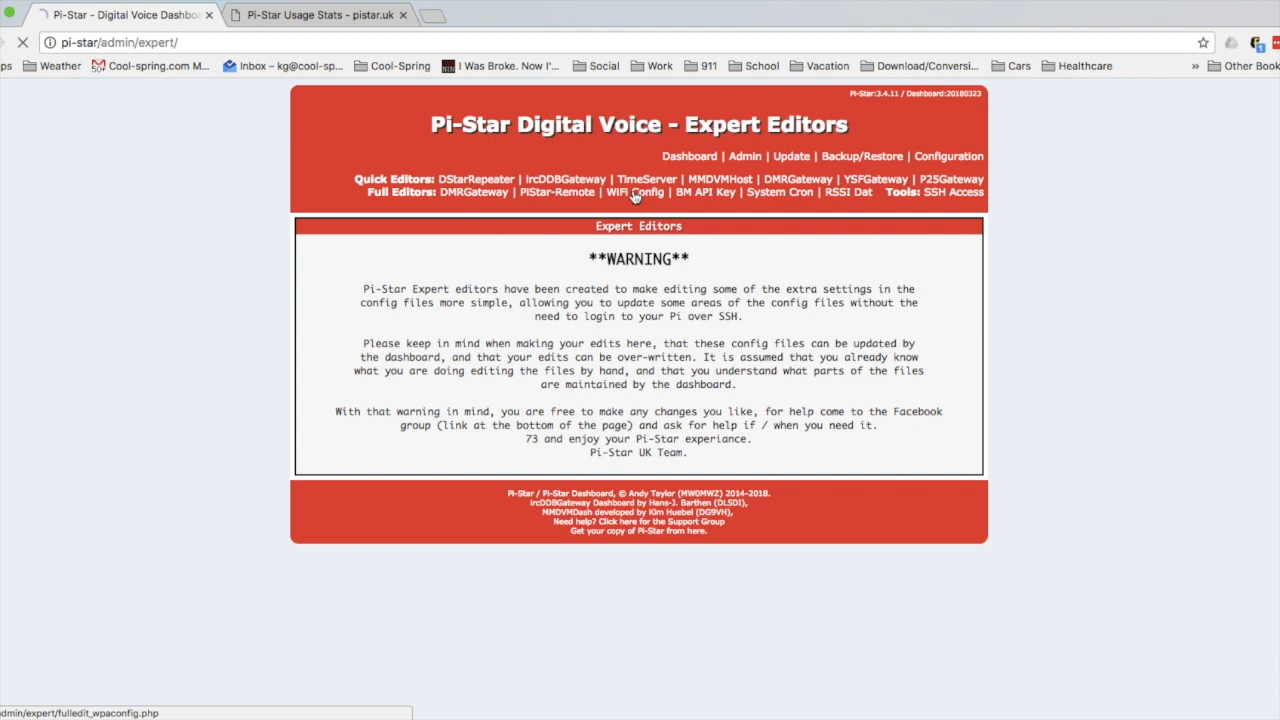 Pi-Star - Digital Voice Dashbo
Pi-Star Usage Stats - pistar.uk
pi-star/admin/expert/
ps Weather Cool-spring.com M... Inbox – kg@cool-sp... Cool-Spring I Was Broke. Now I'... Social Work 911 School Vacation Download/Conversi... Cars Healthcare » Other Book
Pi-Star:3.4.11 / Dashboard:20180323
Pi-Star Digital Voice - Expert Editors
Dashboard | Admin | Update | Backup/Restore | Configuration
Quick Editors: DStarRepeater | ircDDBGateway | TimeServer | MMDVMHost | DMRGateway | YSFGateway | P25Gateway
Full Editors: DMRGateway | PiStar-Remote | WiFi Config | BM API Key | System Cron | RSSI Dat Tools: SSH Access
Expert Editors
**WARNING**
Pi-Star Expert editors have been created to make editing some of the extra settings in the
config files more simple, allowing you to update some areas of the config files without the
need to login to your Pi over SSH.
Please keep in mind when making your edits here, that these config files can be updated by
the dashboard, and that your edits can be over-written. It is assumed that you already know
what you are doing editing the files by hand, and that you understand what parts of the files
are maintained by the dashboard.
With that warning in mind, you are free to make any changes you like, for help come to the Facebook
group (link at the bottom of the page) and ask for help if / when you need it.
73 and enjoy your Pi-Star experiance.
Pi-Star UK Team.
Pi-Star / Pi-Star Dashboard, © Andy Taylor (MW0MWZ) 2014-2018.
ircDDBGateway Dashboard by Hans-J. Barthen (DL5DI),
MMDVMDash developed by Kim Huebel (DG9VH),
Need help? Click here for the Support Group
Get your copy of Pi-Star from here.
admin/expert/fulledit_wpaconfig.php